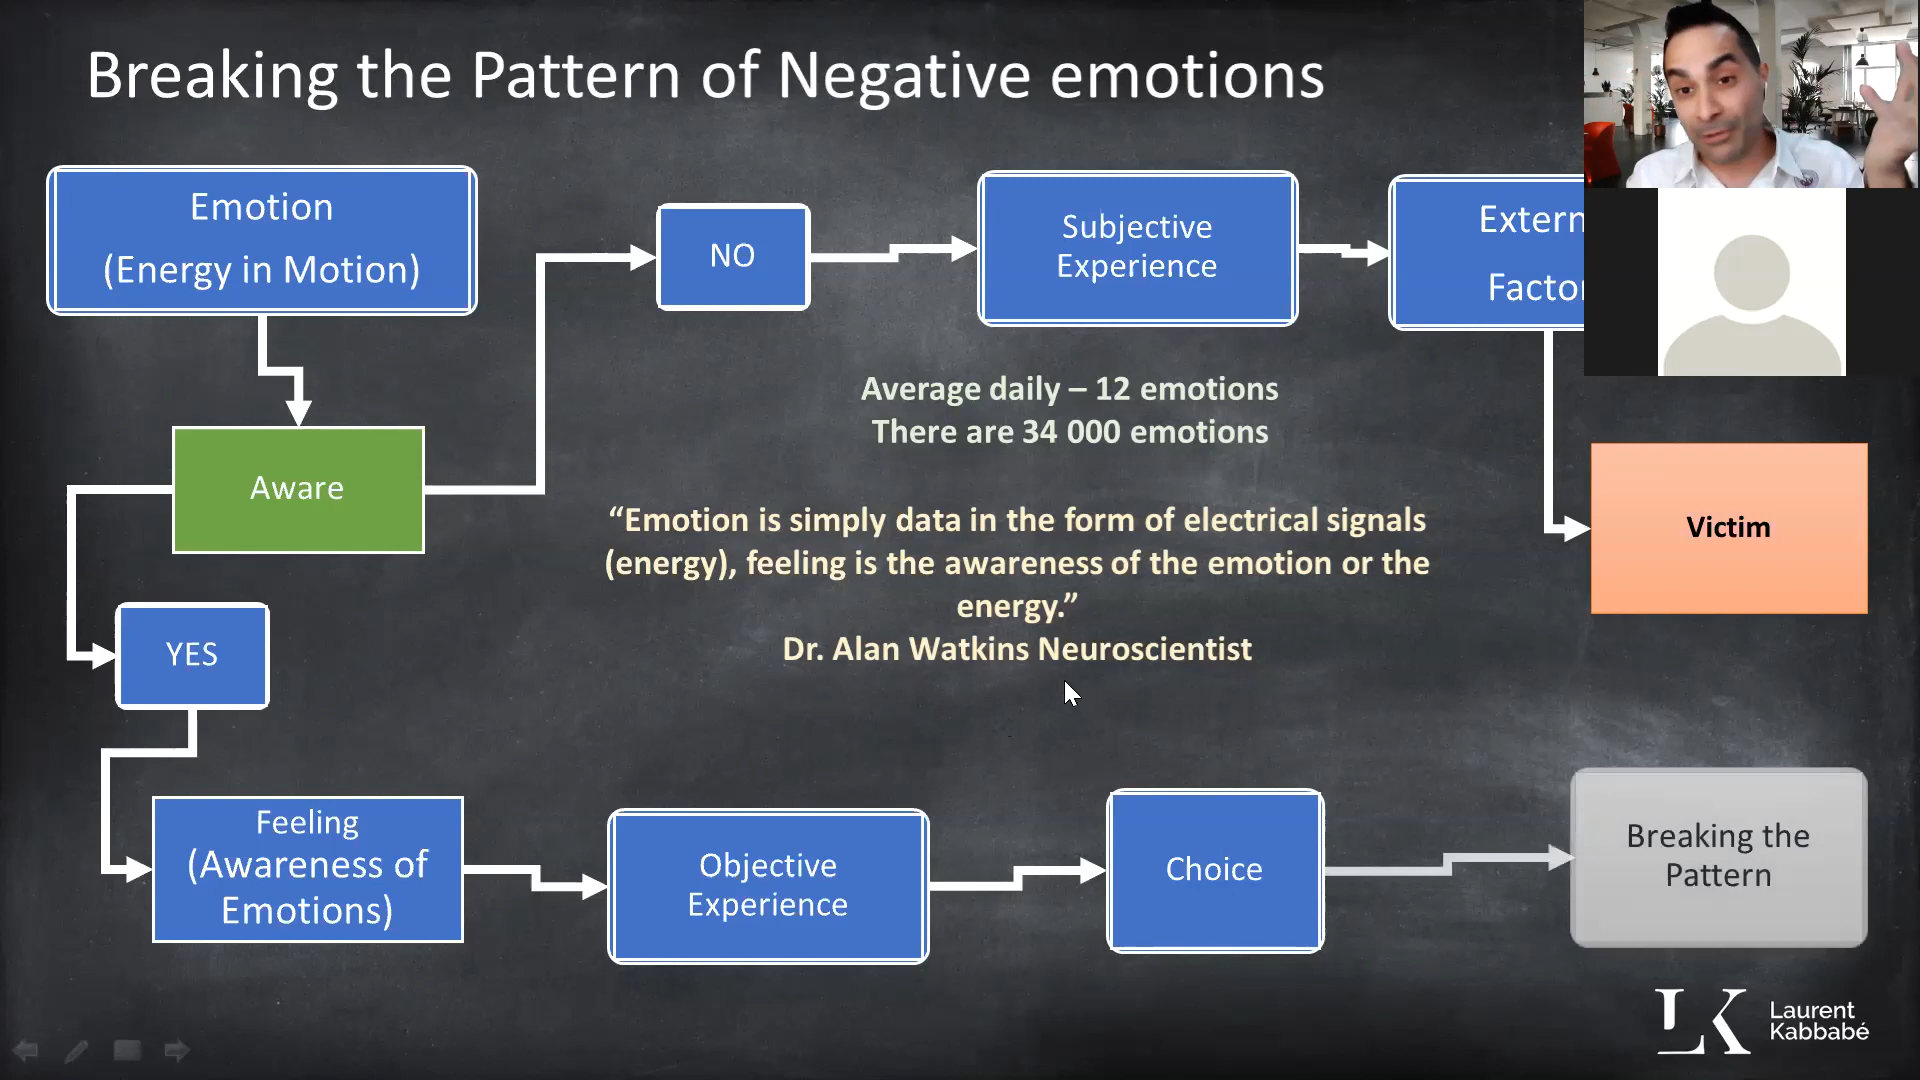 Breaking the Pattern of Negative emotions
Emotion
(Energy in Motion)
NO
Subjective
Experience
Extern
Factor
Average daily – 12 emotions
There are 34 000 emotions
Aware
“Emotion is simply data in the form of electrical signals
(energy), feeling is the awareness of the emotion or the
energy.”
Dr. Alan Watkins Neuroscientist
Victim
YES
Feeling
(Awareness of
Emotions)
Objective
Experience
Choice
Breaking the
Pattern
LK
Laurent
Kabbabé